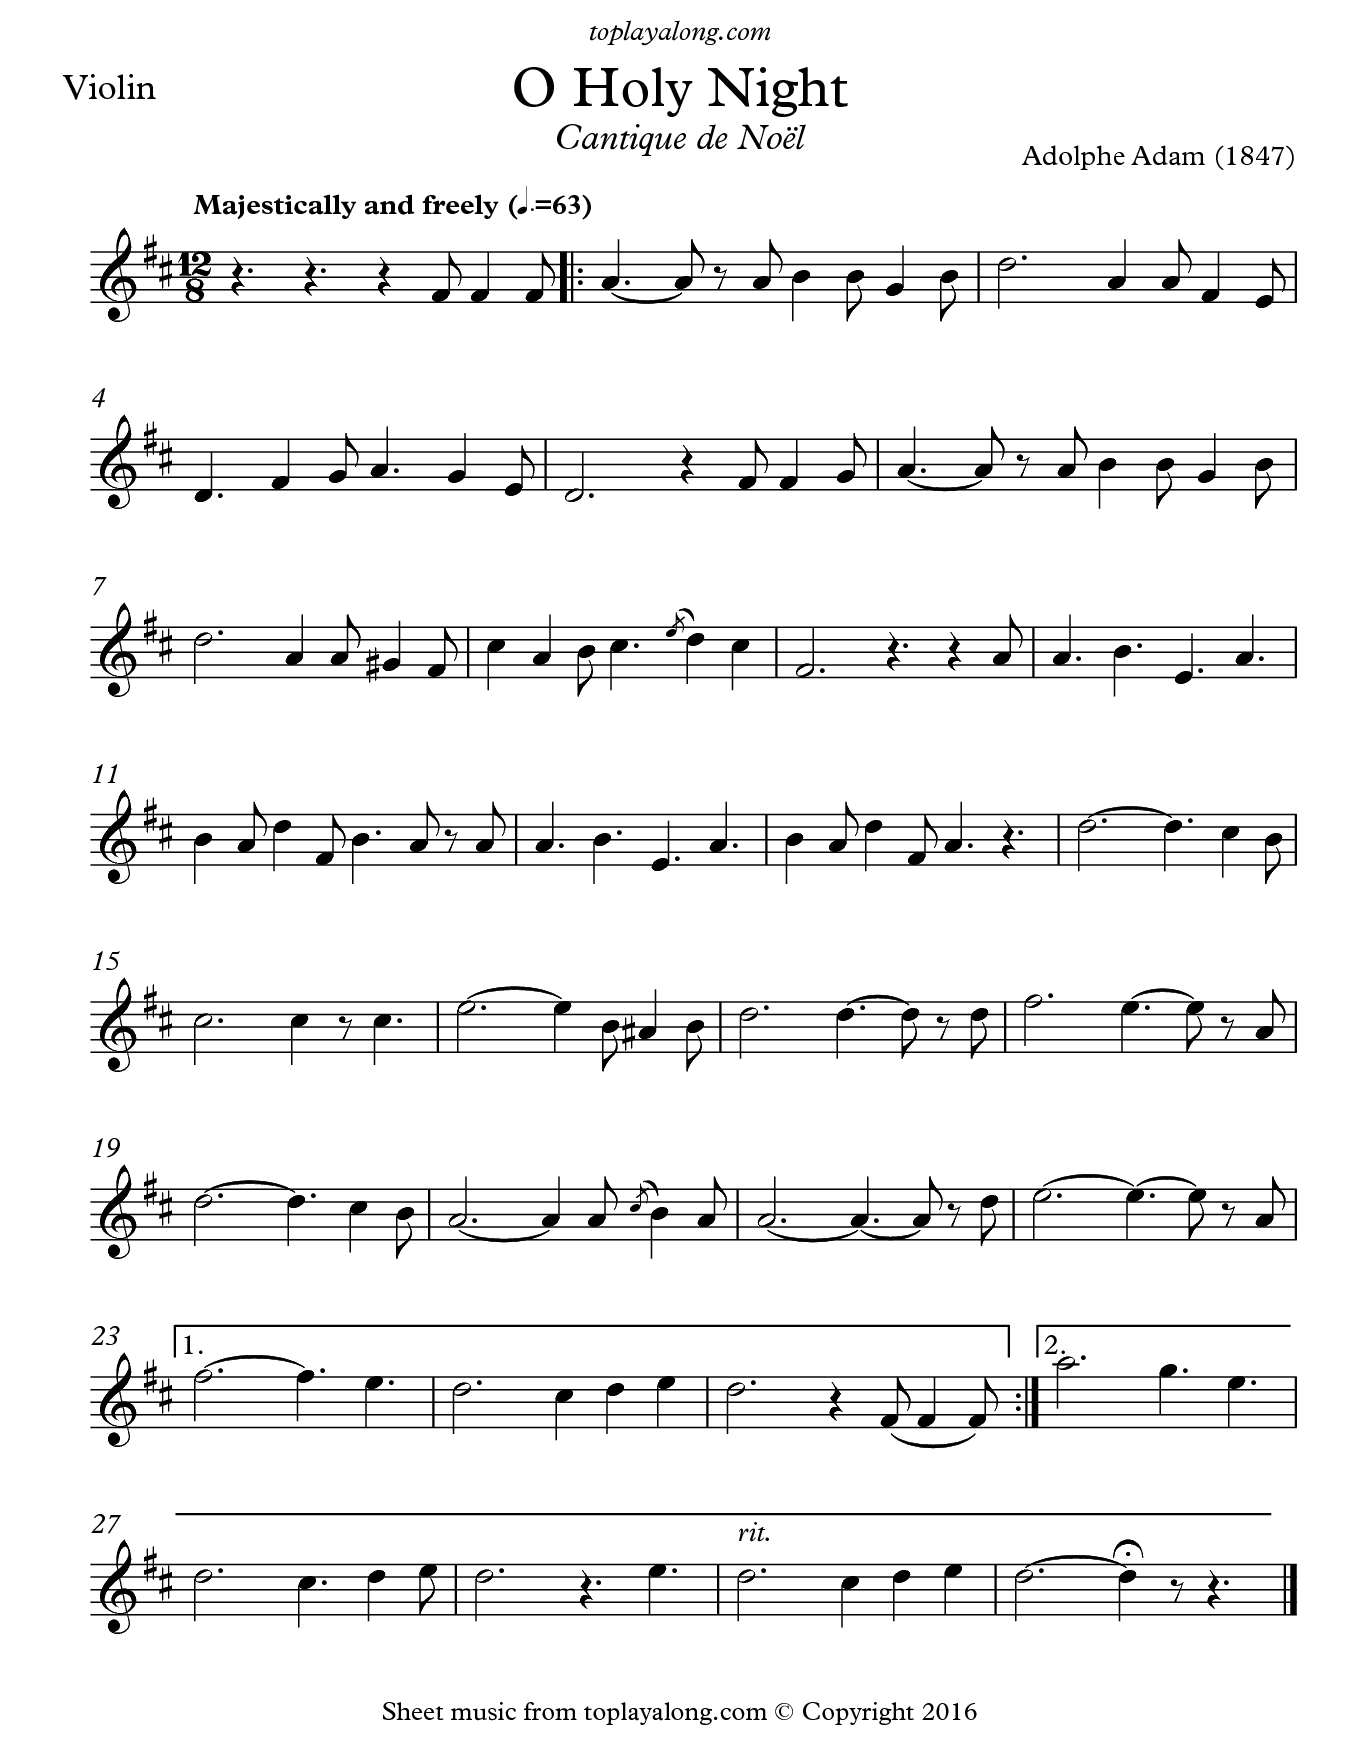 toplayalong.com
Violin
O Holy Night
Cantique de Noël
Adolphe Adam (1847)
Majestically and freely (♩.=63)
12
8
4
7
11
15
19
23
1.
2.
27
rit.
Sheet music from toplayalong.com © Copyright 2016